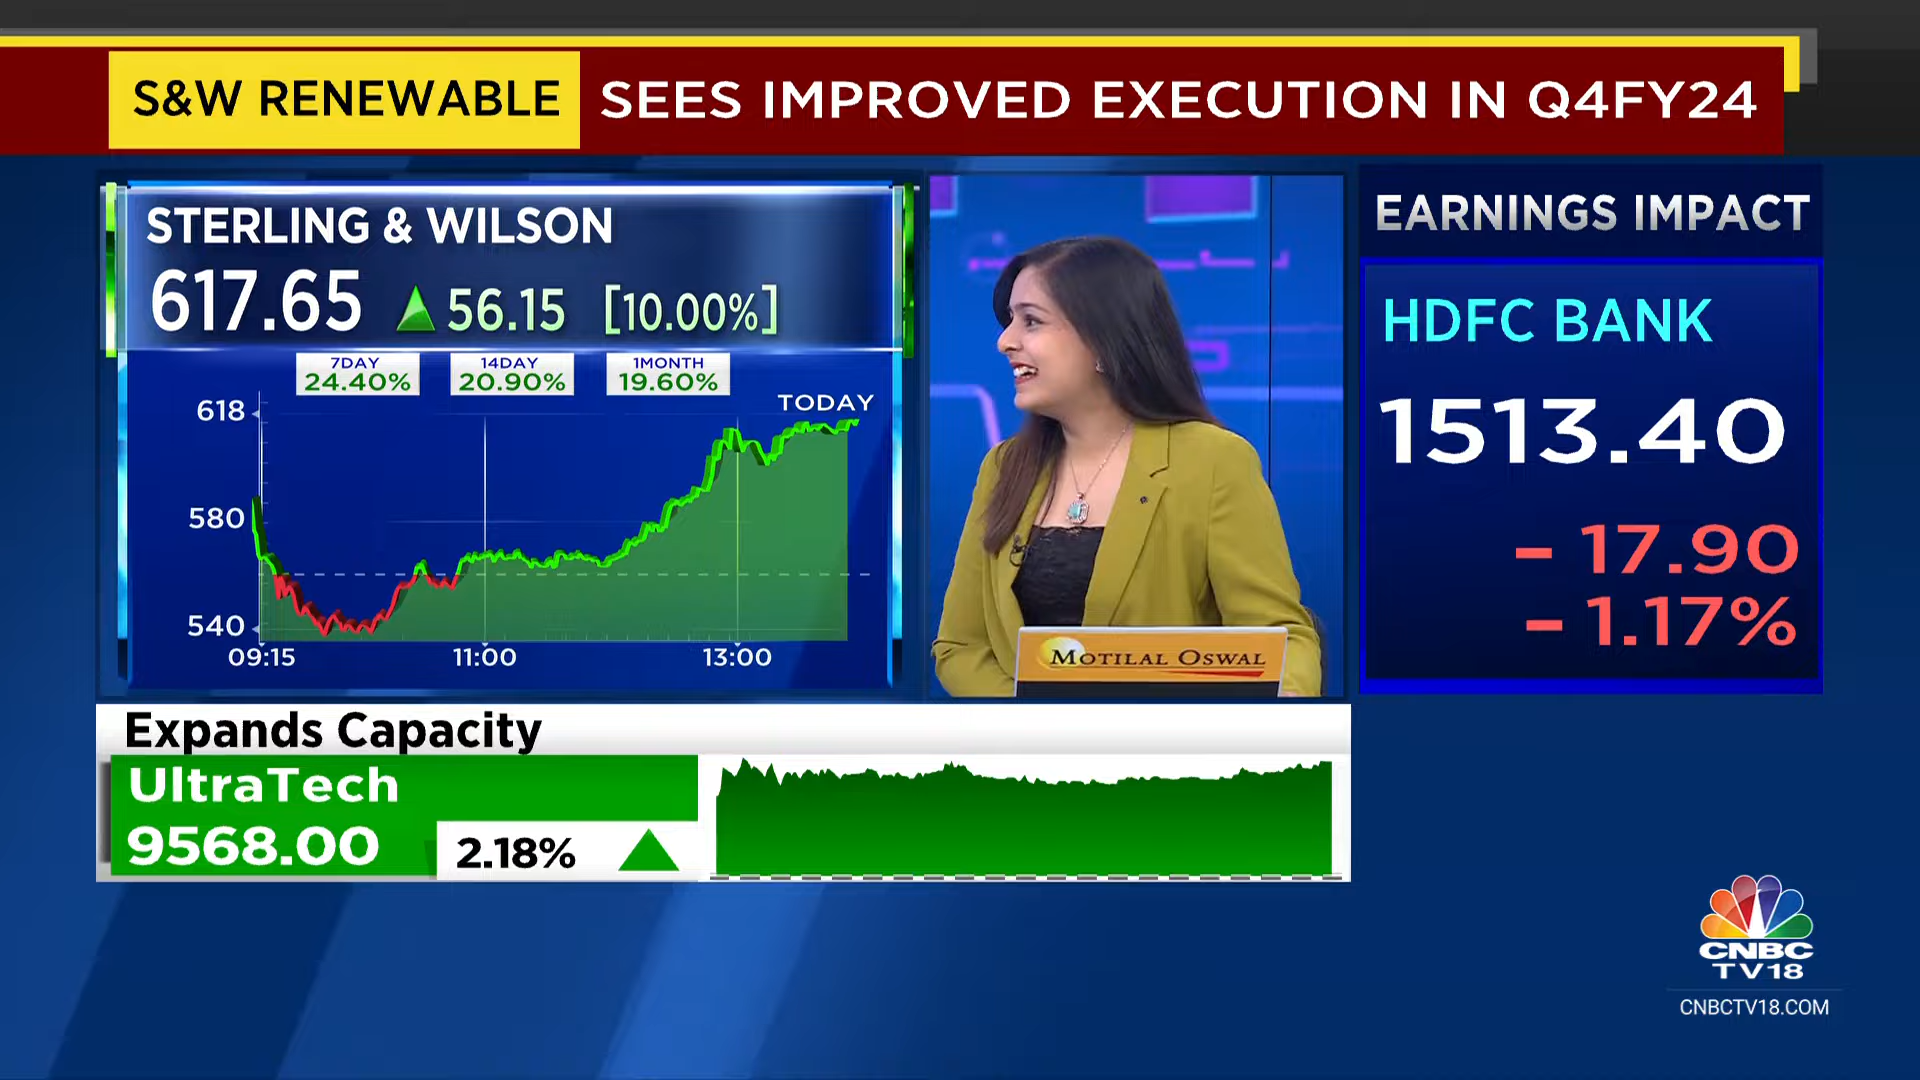 S&W RENEWABLE SEES IMPROVED EXECUTION IN Q4FY24
STERLING & WILSON
617.65 56.15 [10.00%]
7DAY 14DAY 1MONTH
24.40% 20.90% 19.60%
TODAY
618
580
540
09:15 11:00 13:00
MOTILAL OSWAL
EARNINGS IMPACT
HDFC BANK
1513.40
- 17.90
- 1.17%
Expands Capacity
UltraTech
9568.00 2.18%
CNBC
TV18
CNBCTV18.COM